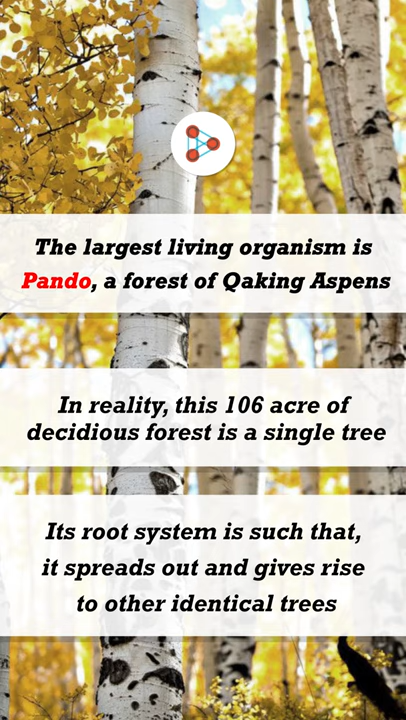 The largest living organism is
Pando, a forest of Qaking Aspens
In reality, this 106 acre of
decidious forest is a single tree
Its root system is such that,
it spreads out and gives rise
to other identical trees